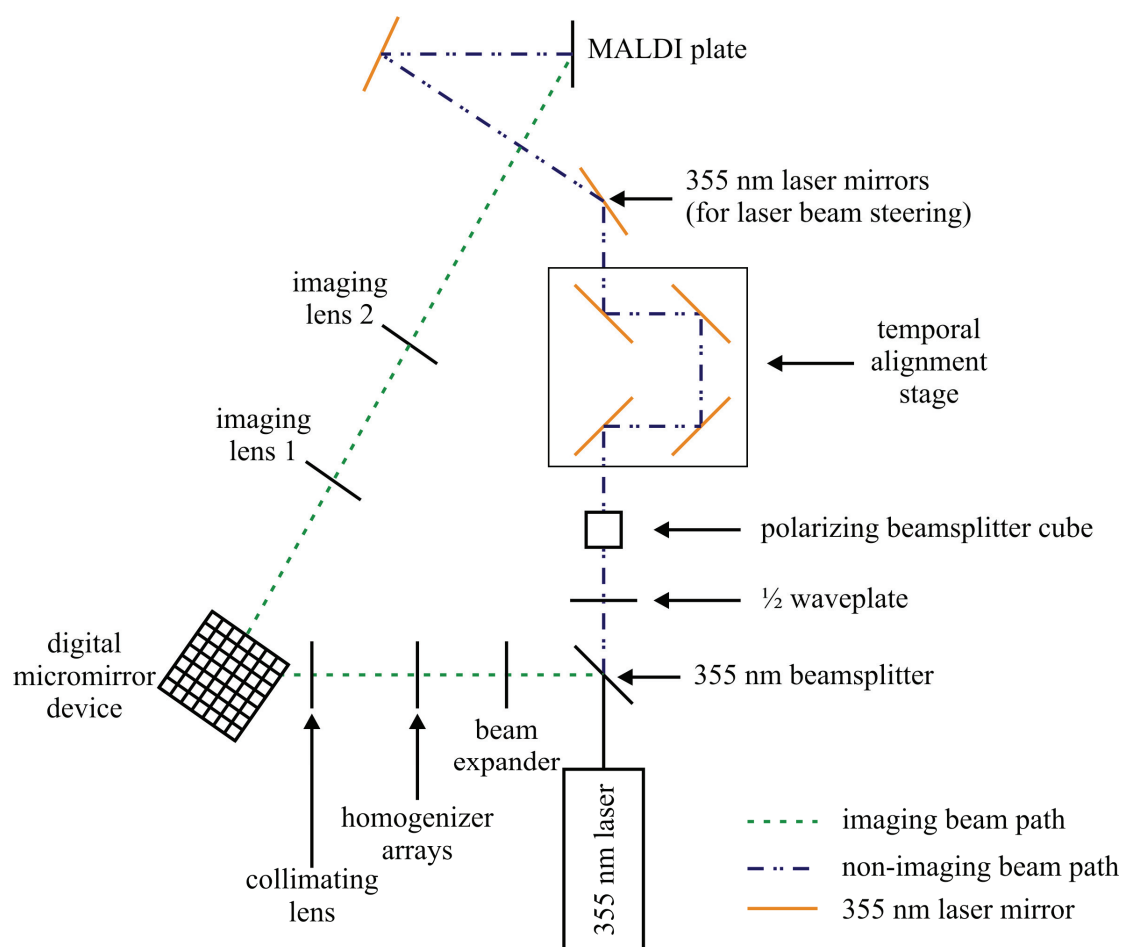 MALDI plate
355 nm laser mirrors
(for laser beam steering)
imaging
lens 2
temporal
alignment
stage
imaging
lens 1
polarizing beamsplitter cube
½ waveplate
digital
micromirror
device
355 nm beamsplitter
beam
expander
homogenizer
arrays
collimating
lens
355 nm laser
imaging beam path
non-imaging beam path
355 nm laser mirror